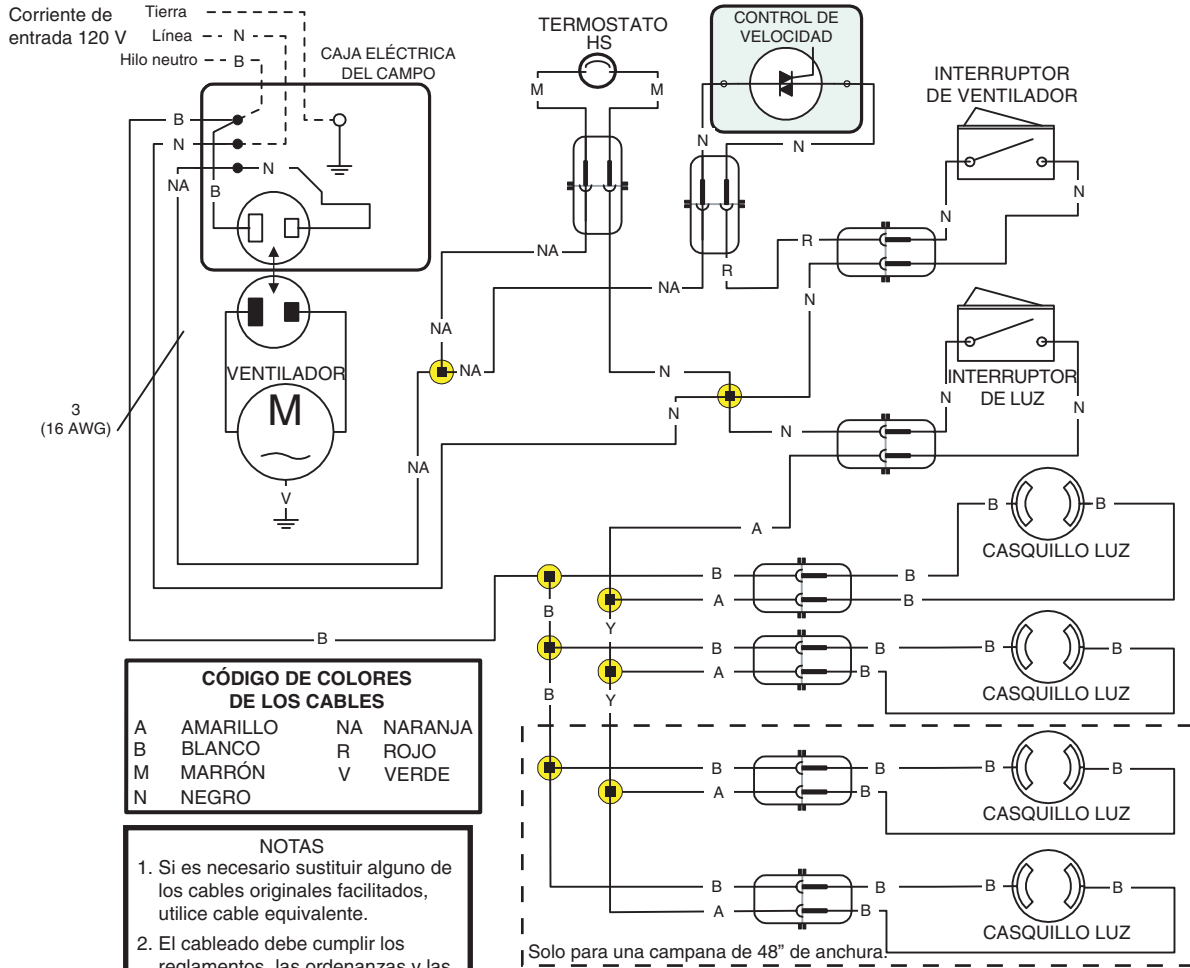 Corriente de
entrada 120 V
Tierra
Línea
N
Hilo neutro
B
CAJA ELÉCTRICA
DEL CAMPO
TERMOSTATO
HS
M
M
CONTROL DE
VELOCIDAD
N
N
INTERRUPTOR
DE VENTILADOR
N
N
B
N
NA
N
B
NA
NA
R
R
N
NA
NA
N
N
N
INTERRUPTOR
DE LUZ
N
N
VENTILADOR
M
V
3
(16 AWG)
NA
A
B
B
CASQUILLO LUZ
B
A
B
B
B
Y
B
B
A
B
B
B
B
CASQUILLO LUZ
B
Y
B
A
B
B
B
B
CASQUILLO LUZ
B
A
B
B
B
B
CASQUILLO LUZ
Solo para una campana de 48” de anchura.
CÓDIGO DE COLORES
DE LOS CABLES
A AMARILLO NA NARANJA
B BLANCO R ROJO
M MARRÓN V VERDE
N NEGRO
NOTAS
1. Si es necesario sustituir alguno de
los cables originales facilitados,
utilice cable equivalente.
2. El cableado debe cumplir los
reglamentos, las ordenanzas y las